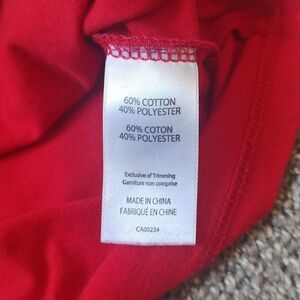 60% COTTON
40% POLYESTER
60% COTON
40% POLYESTER
Exclusive of Trimming
Garniture non comprise
MADE IN CHINA
FABRIQUÉ EN CHINE
CA00234